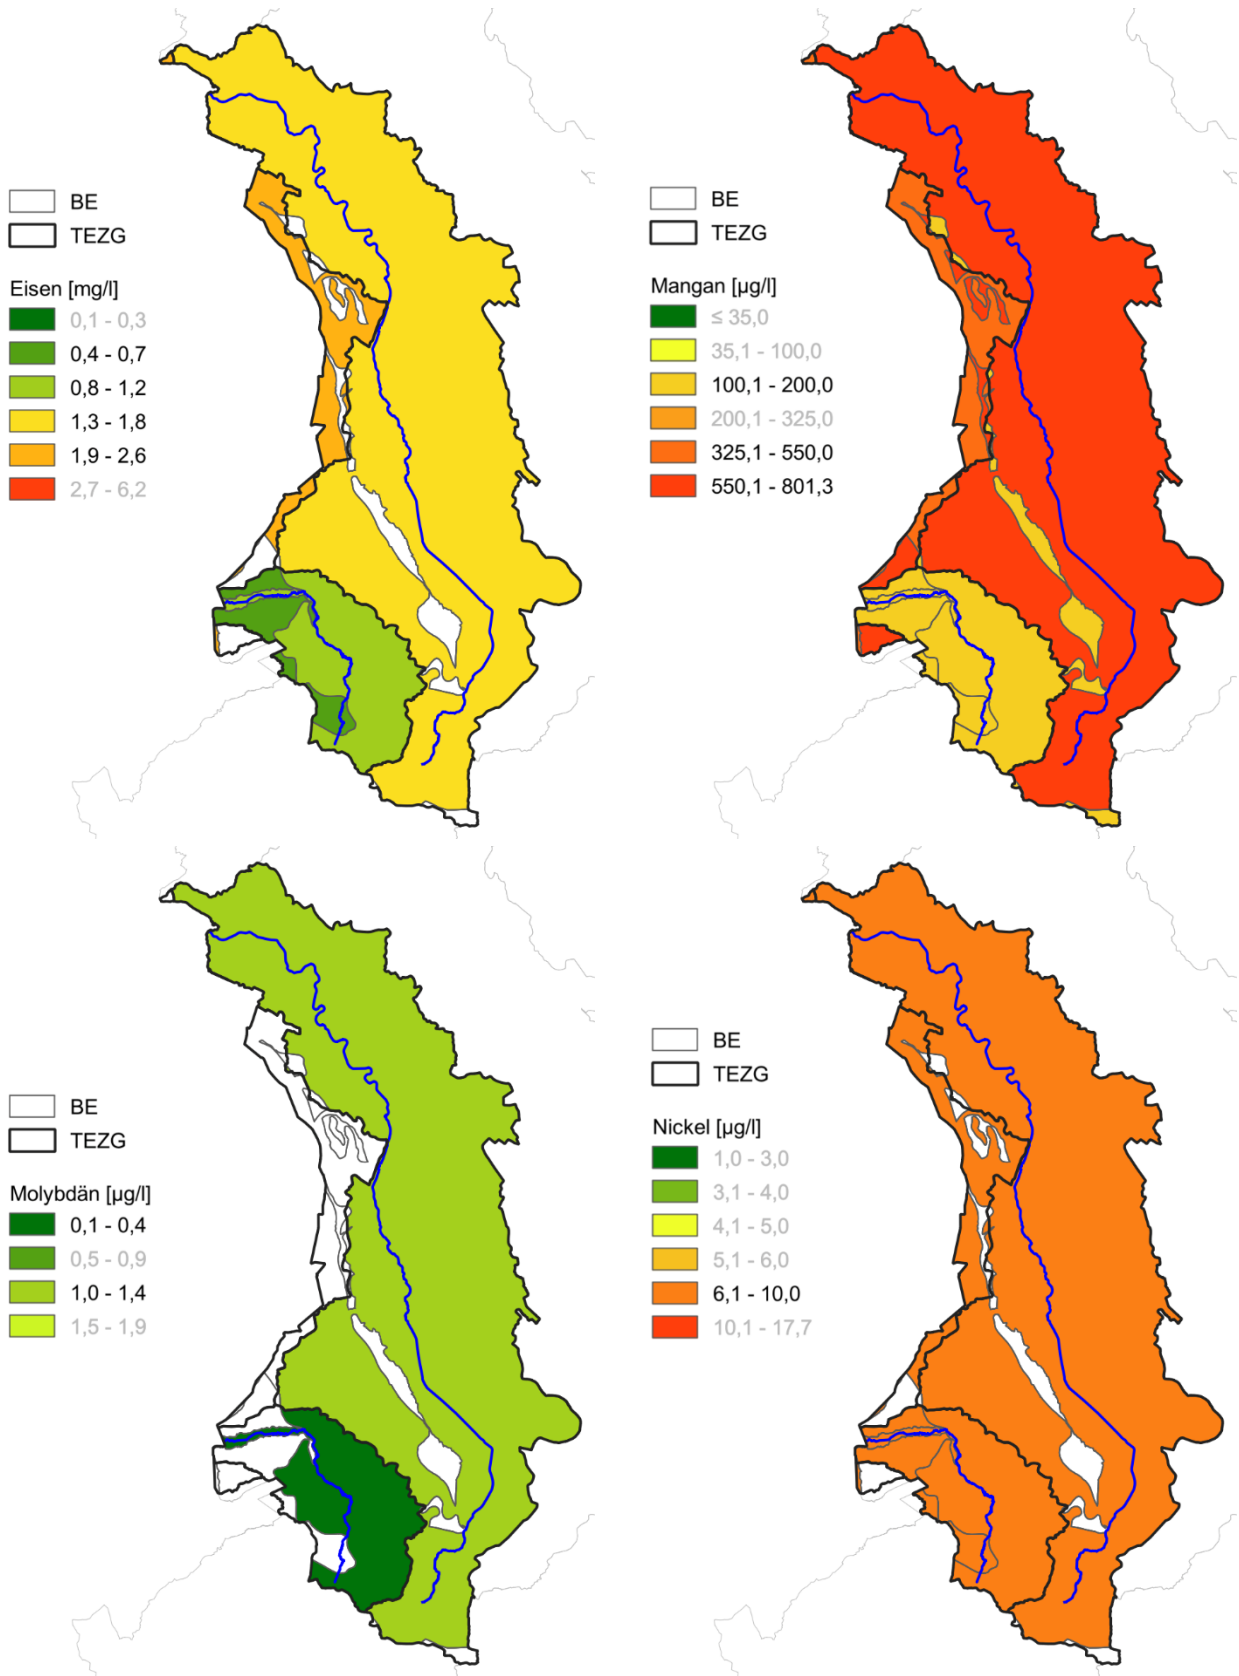 BE
TEZG
Eisen [mg/l]
0,1 - 0,3
0,4 - 0,7
0,8 - 1,2
1,3 - 1,8
1,9 - 2,6
2,7 - 6,2
BE
TEZG
Mangan [µg/l]
≤ 35,0
35,1 - 100,0
100,1 - 200,0
200,1 - 325,0
325,1 - 550,0
550,1 - 801,3
BE
TEZG
Molybdän [µg/l]
0,1 - 0,4
0,5 - 0,9
1,0 - 1,4
1,5 - 1,9
BE
TEZG
Nickel [µg/l]
1,0 - 3,0
3,1 - 4,0
4,1 - 5,0
5,1 - 6,0
6,1 - 10,0
10,1 - 17,7